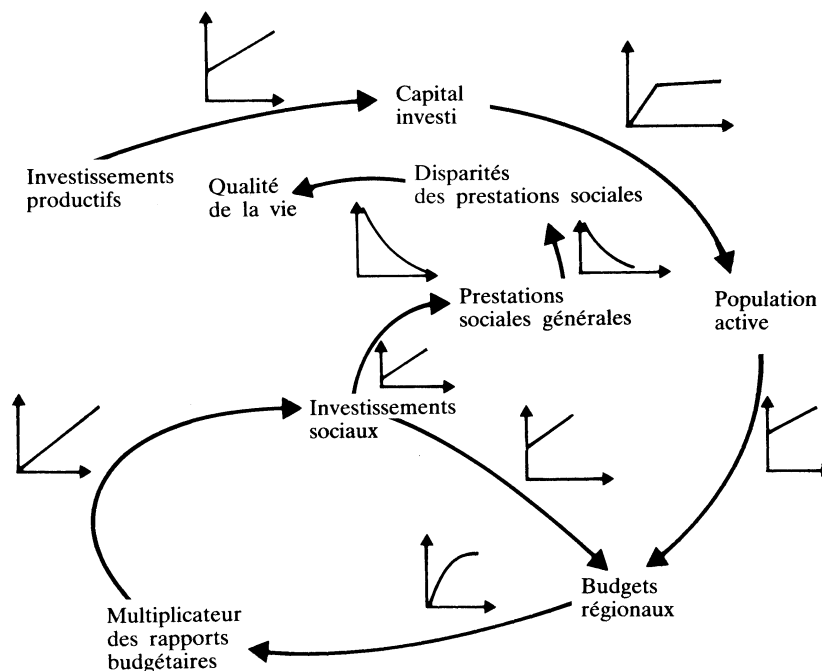 Capital
investi
Investissements
productifs
Qualité
de la vie
Disparités
des prestations sociales
Prestations
sociales générales
Population
active
Investissements
sociaux
Budgets
régionaux
Multiplicateur
des rapports
budgétaires